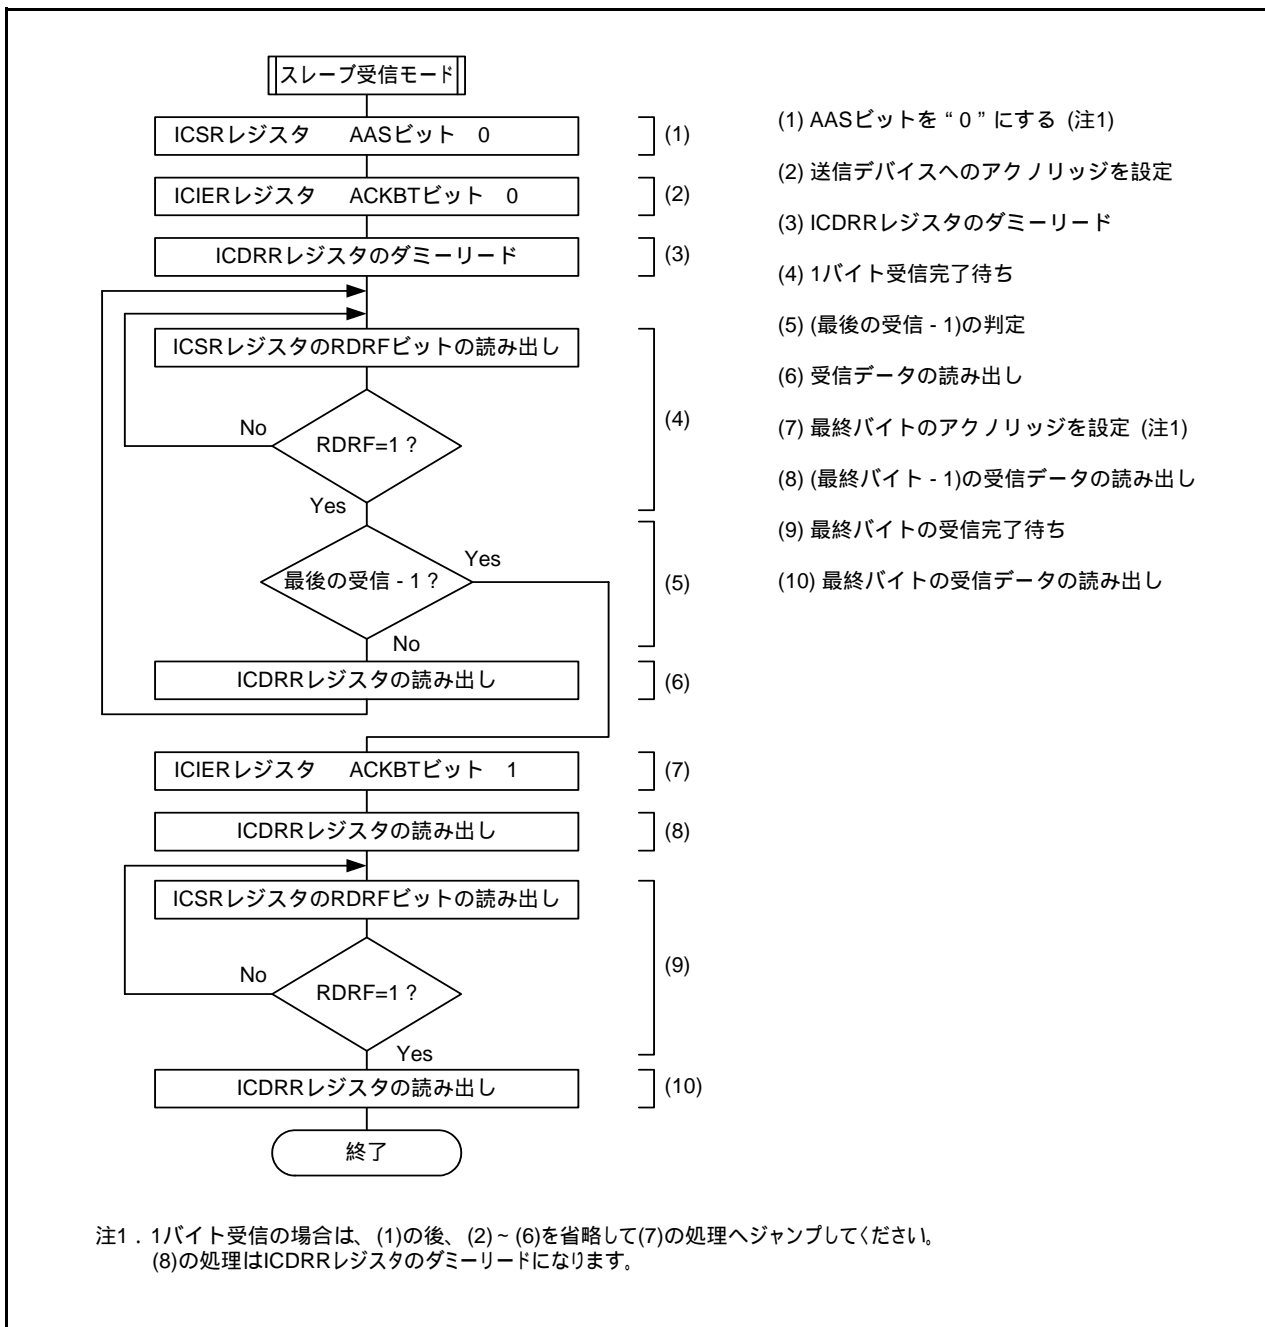 スレーブ受信モード
ICSRレジスタ AASビット 0
(1)
ICIERレジスタ ACKBTビット 0
(2)
ICDRRレジスタのダミーリード
(3)
ICSRレジスタのRDRFビットの読み出し
RDRF=1 ?
No
Yes
(4)
最後の受信 - 1 ?
Yes
No
(5)
ICDRRレジスタの読み出し
(6)
ICIERレジスタ ACKBTビット 1
(7)
ICDRRレジスタの読み出し
(8)
ICSRレジスタのRDRFビットの読み出し
RDRF=1 ?
No
Yes
(9)
ICDRRレジスタの読み出し
(10)
終了
(1) AASビットを“0”にする (注1)
(2) 送信デバイスへのアクノリッジを設定
(3) ICDRRレジスタのダミーリード
(4) 1バイト受信完了待ち
(5) (最後の受信 - 1)の判定
(6) 受信データの読み出し
(7) 最終バイトのアクノリッジを設定 (注1)
(8) (最終バイト - 1)の受信データの読み出し
(9) 最終バイトの受信完了待ち
(10) 最終バイトの受信データの読み出し
注1．1バイト受信の場合は、(1)の後、(2) ~ (6)を省略して(7)の処理へジャンプしてください。
(8)の処理はICDRRレジスタのダミーリードになります。